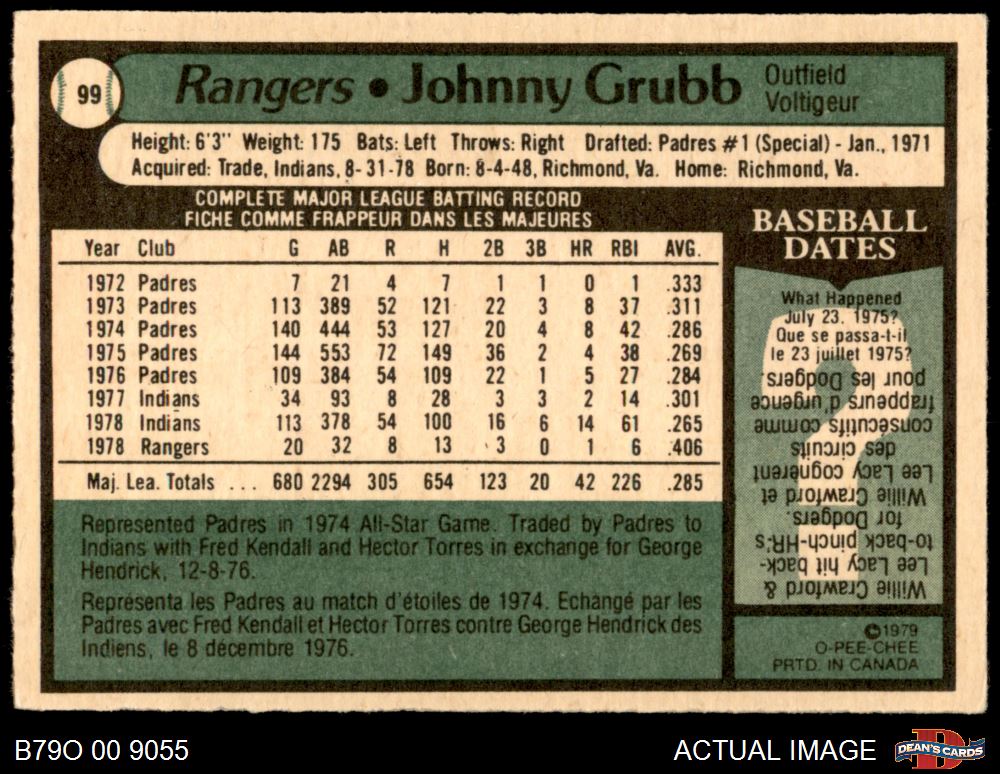 99
Rangers • Johnny Grubb
Outfield
Voltigeur
Height: 6'3" Weight: 175 Bats: Left Throws: Right Drafted: Padres #1 (Special) - Jan., 1971
Acquired: Trade, Indians, 8-31-78 Born: 8-4-48, Richmond, Va. Home: Richmond, Va.
COMPLETE MAJOR LEAGUE BATTING RECORD
FICHE COMME FRAPPEUR DANS LES MAJEURES
Year Club G AB R H 2B 3B HR RBI AVG.
1972 Padres 7 21 4 7 1 1 0 1 .333
1973 Padres 113 389 52 121 22 3 8 37 .311
1974 Padres 140 444 53 127 20 4 8 42 .286
1975 Padres 144 553 72 149 36 2 4 38 .269
1976 Padres 109 384 54 109 22 1 5 27 .284
1977 Indians 34 93 8 28 3 3 2 14 .301
1978 Indians 113 378 54 100 16 6 14 61 .265
1978 Rangers 20 32 8 13 3 0 1 6 .406
Maj. Lea. Totals ... 680 2294 305 654 123 20 42 226 .285
Represented Padres in 1974 All-Star Game. Traded by Padres to
Indians with Fred Kendall and Hector Torres in exchange for George
Hendrick, 12-8-76.
Representa les Padres au match d'étoiles de 1974. Echangé par les
Padres avec Fred Kendall et Hector Torres contre George Hendrick des
Indiens, le 8 décembre 1976.
BASEBALL
DATES
What Happened
July 23, 1975?
Que se passa-t-il
le 23 juillet 1975?
Willie Crawford &
Lee Lacy hit back-
to-back pinch-HR's
for Dodgers.
Willie Crawford et
Lee Lacy cognèrent
des circuits
consécutifs comme
frappeurs d'urgence
pour les Dodgers.
©1979
O-PEE-CHEE
PRTD. IN CANADA
B79O 00 9055
ACTUAL IMAGE
DEAN'S CARDS